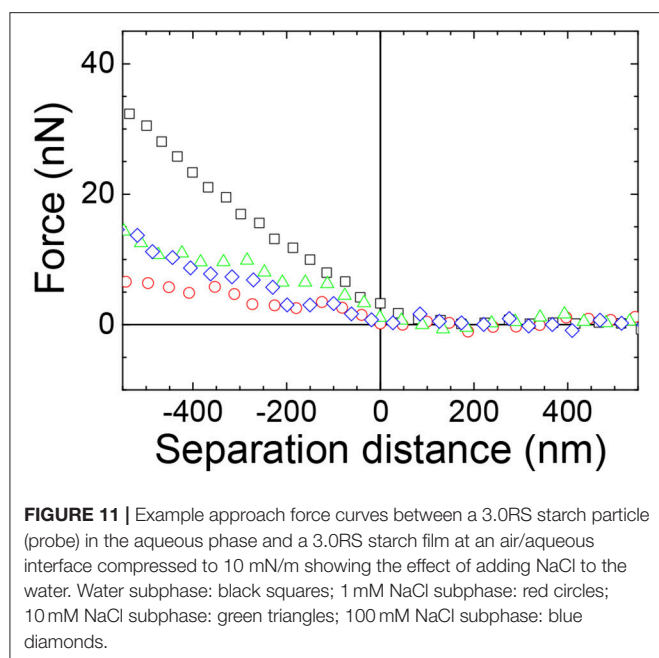 40
20
0
Force (nN)
-400 -200 0 200 400
Separation distance (nm)
FIGURE 11 | Example approach force curves between a 3.0RS starch particle
(probe) in the aqueous phase and a 3.0RS starch film at an air/aqueous
interface compressed to 10 mN/m showing the effect of adding NaCl to the
water. Water subphase: black squares; 1 mM NaCl subphase: red circles;
10 mM NaCl subphase: green triangles; 100 mM NaCl subphase: blue
diamonds.